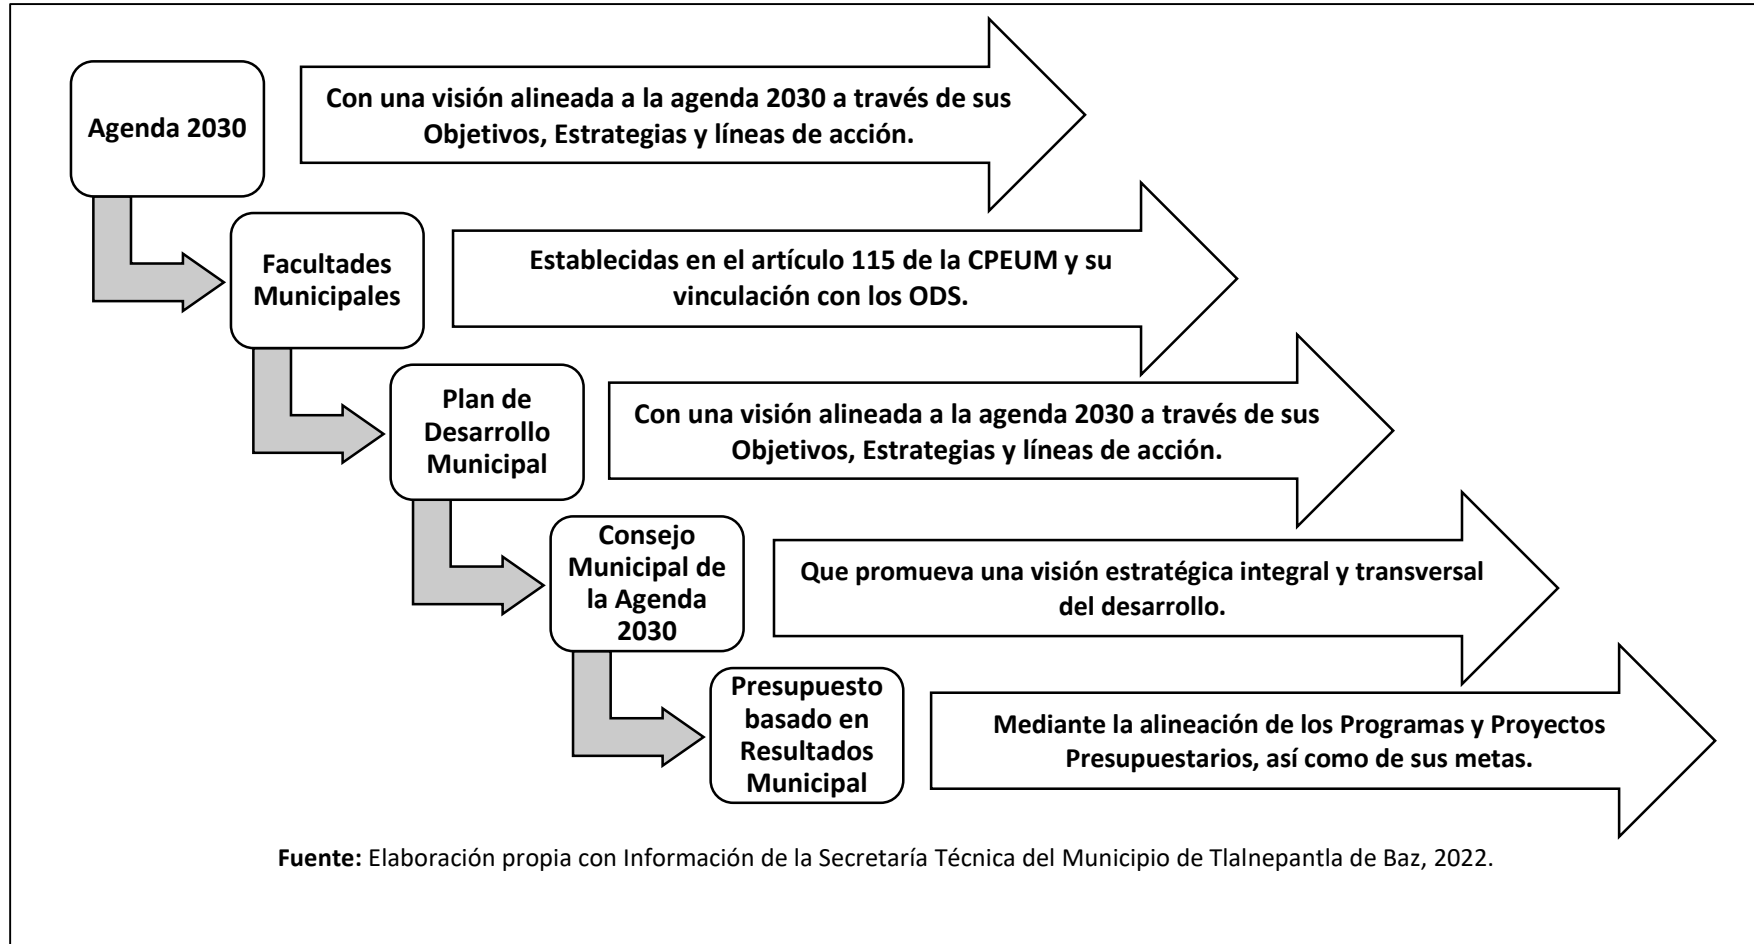 Agenda 2030
Con una visión alineada a la agenda 2030 a través de sus
Objetivos, Estrategias y líneas de acción.
Facultades
Municipales
Establecidas en el artículo 115 de la CPEUM y su
vinculación con los ODS.
Plan de
Desarrollo
Municipal
Con una visión alineada a la agenda 2030 a través de sus
Objetivos, Estrategias y líneas de acción.
Consejo
Municipal de
la Agenda
2030
Que promueva una visión estratégica integral y transversal
del desarrollo.
Presupuesto
basado en
Resultados
Municipal
Mediante la alineación de los Programas y Proyectos
Presupuestarios, así como de sus metas.
Fuente: Elaboración propia con Información de la Secretaría Técnica del Municipio de Tlalnepantla de Baz, 2022.